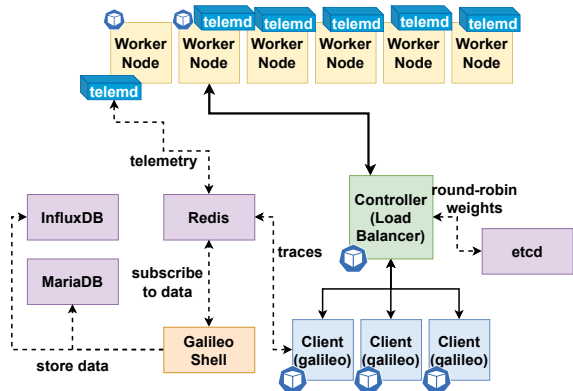 telemd
telemd
telemd
telemd
telemd
Worker
Node
Worker
Node
Worker
Node
Worker
Node
Worker
Node
Worker
Node
telemd
telemetry
round-robin
weights
InfluxDB
Redis
Controller
(Load
Balancer)
traces
etcd
MariaDB
subscribe
to data
Galileo
Shell
store data
Client
(galileo)
Client
(galileo)
Client
(galileo)